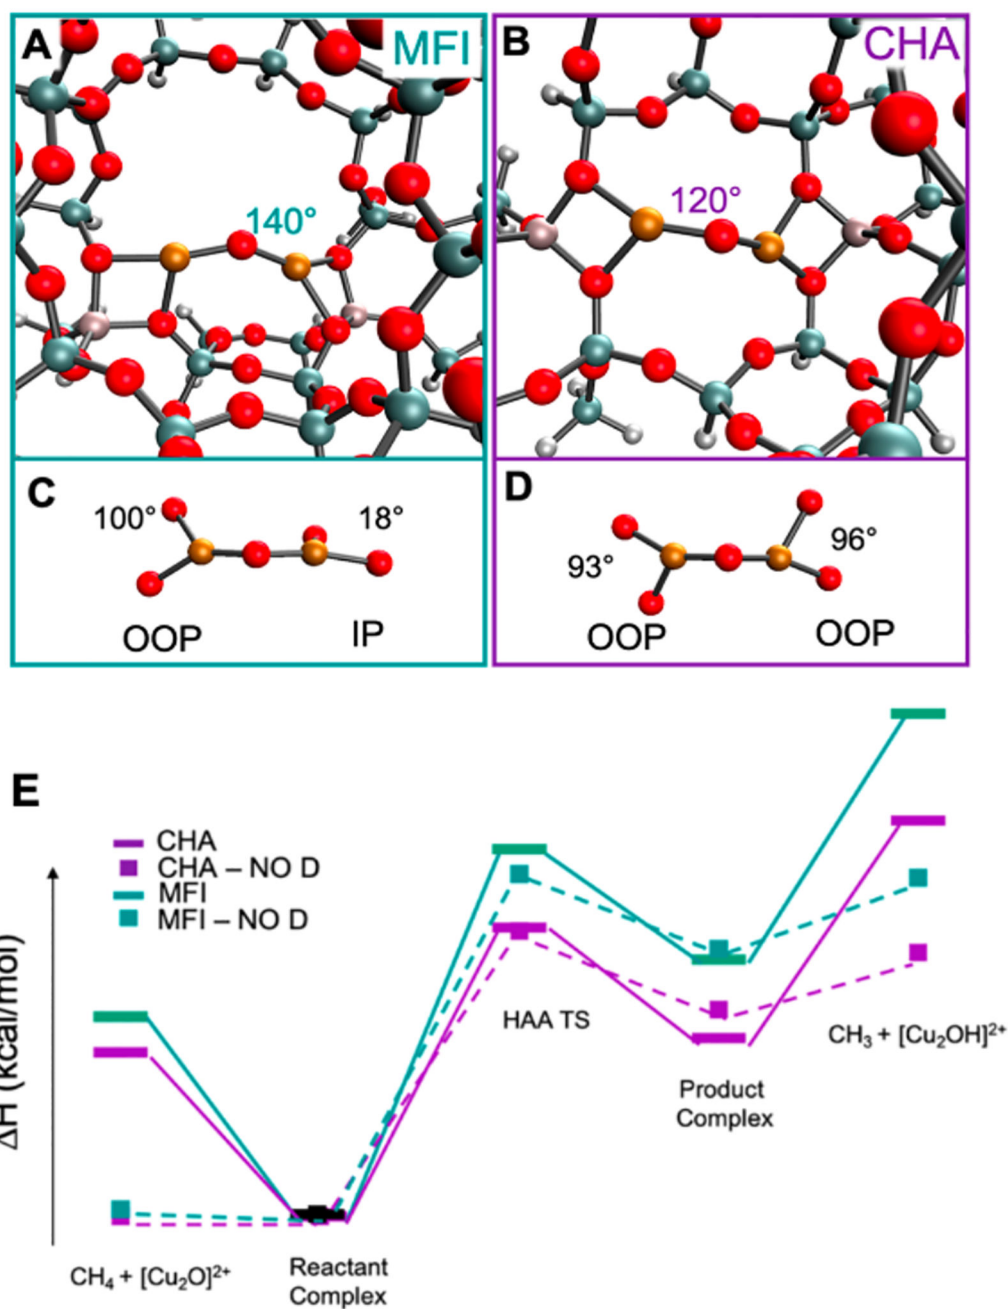 A
MFI
140°
B
CHA
120°
C
100°
18°
OOP
IP
D
93°
96°
OOP
OOP
E
CHA
CHA – NO D
MFI
MFI – NO D
ΔH (kcal/mol)
HAA TS
CH₃ + [Cu₂OH]²⁺
Product
Complex
CH₄ + [Cu₂O]²⁺
Reactant
Complex